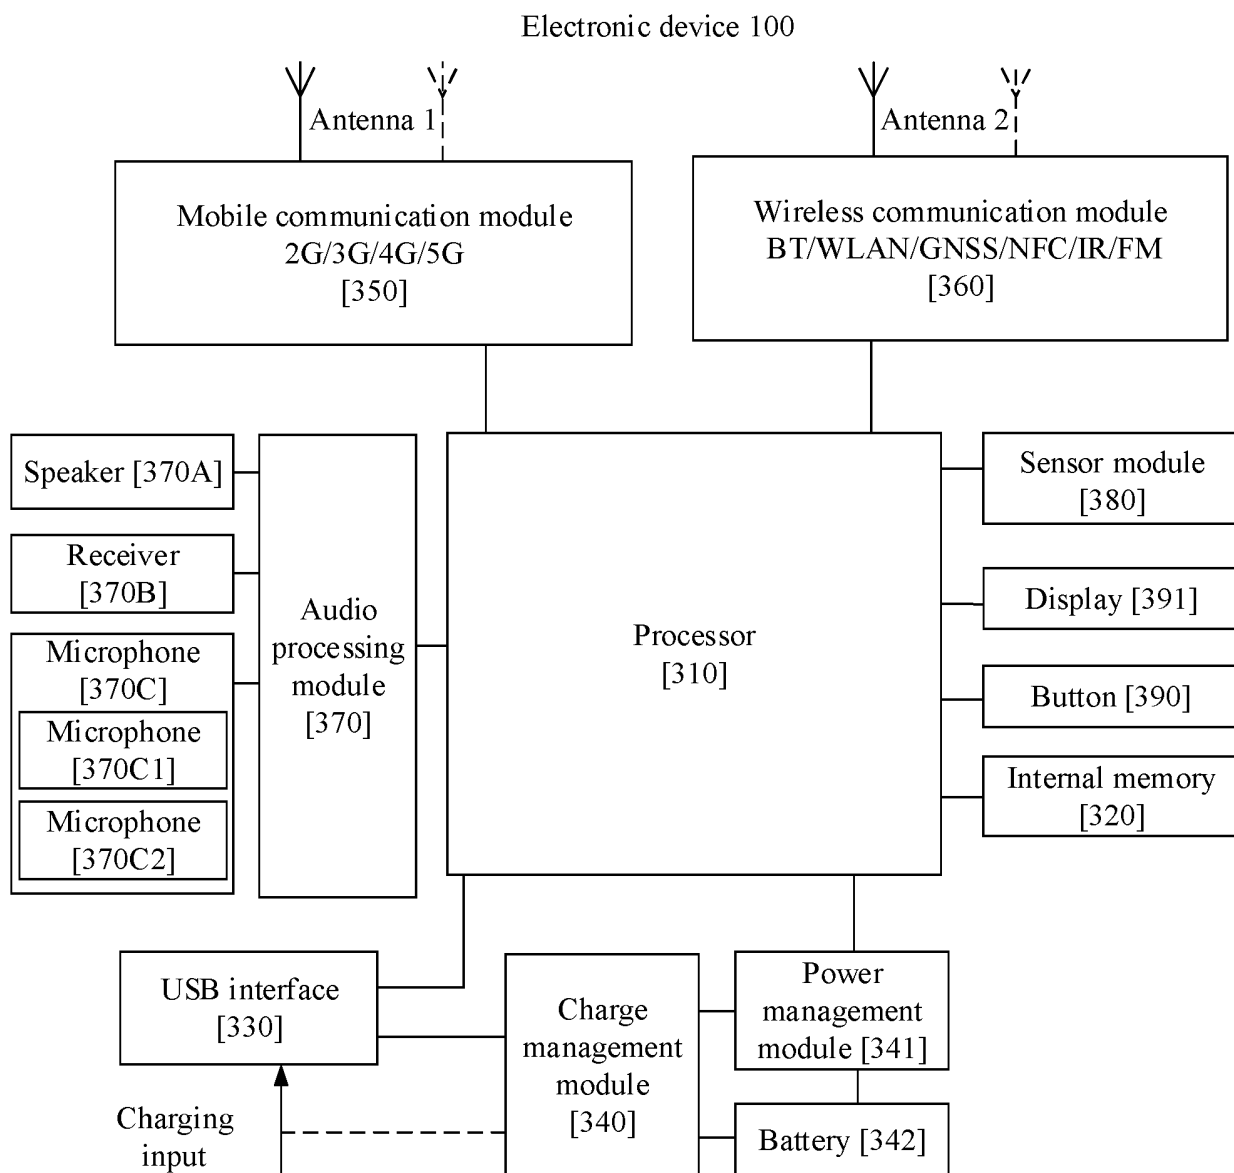 Electronic device 100
Antenna 1
Antenna 2
Mobile communication module
2G/3G/4G/5G
[350]
Wireless communication module
BT/WLAN/GNSS/NFC/IR/FM
[360]
Speaker [370A]
Receiver
[370B]
Microphone
[370C]
Microphone
[370C1]
Microphone
[370C2]
Audio
processing
module
[370]
Processor
[310]
Sensor module
[380]
Display [391]
Button [390]
Internal memory
[320]
USB interface
[330]
Charge
management
module
[340]
Power
management
module [341]
Battery [342]
Charging
input